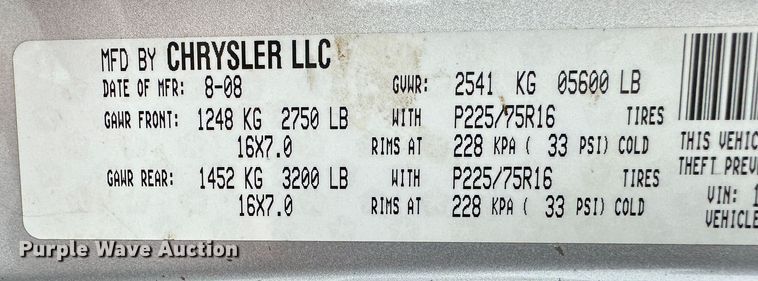 MFD BY CHRYSLER LLC
DATE OF MFR: 8-08 GVWR: 2541 KG 05600 LB
GAWR FRONT: 1248 KG 2750 LB WITH P225/75R16 TIRES
16X7.0 RIMS AT 228 KPA ( 33 PSI) COLD
GAWR REAR: 1452 KG 3200 LB WITH P225/75R16 TIRES
16X7.0 RIMS AT 228 KPA ( 33 PSI) COLD
THIS VEHIC
THEFT PREV
VIN: 1
VEHICLE
Purple Wave Auction